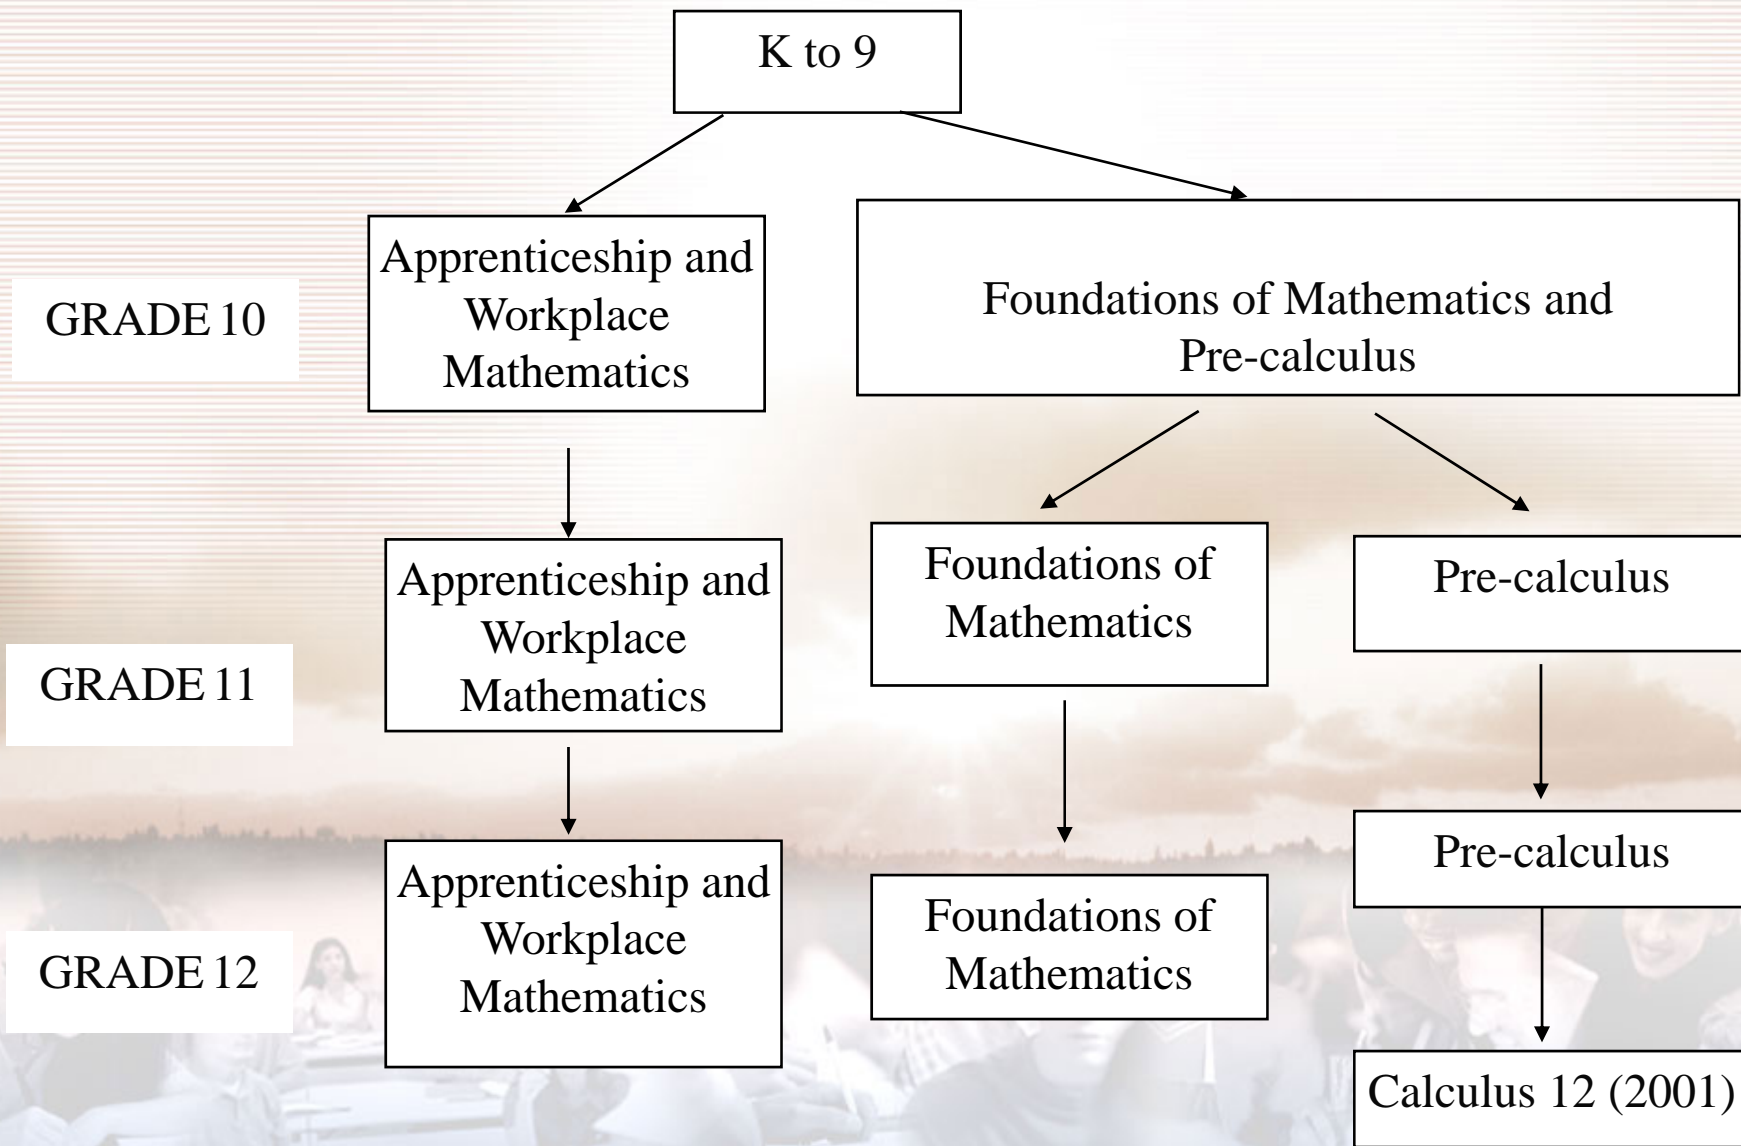 K to 9
GRADE 10
Apprenticeship and
Workplace
Mathematics
Foundations of Mathematics and
Pre-calculus
GRADE 11
Apprenticeship and
Workplace
Mathematics
Foundations of
Mathematics
Pre-calculus
GRADE 12
Apprenticeship and
Workplace
Mathematics
Foundations of
Mathematics
Pre-calculus
Calculus 12 (2001)